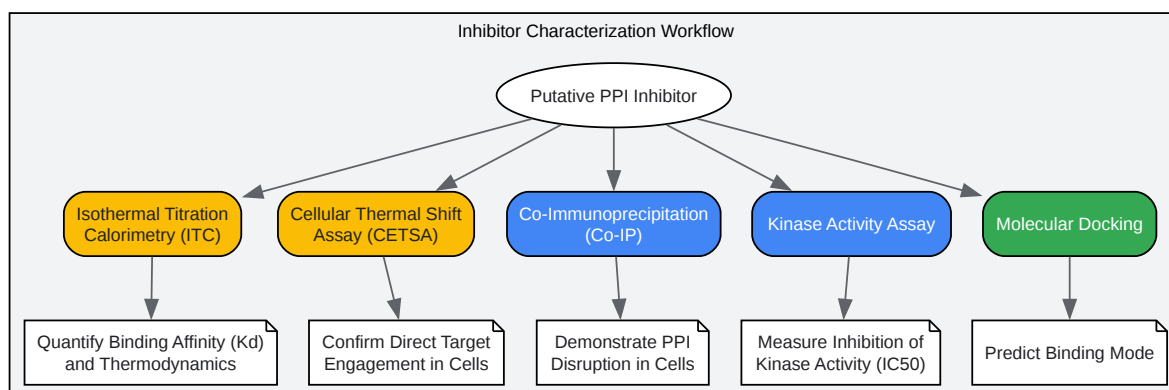 Inhibitor Characterization Workflow
Putative PPI Inhibitor
Isothermal Titration
Calorimetry (ITC)
Cellular Thermal Shift
Assay (CETSA)
Co-Immunoprecipitation
(Co-IP)
Kinase Activity Assay
Molecular Docking
Quantify Binding Affinity (Kd)
and Thermodynamics
Confirm Direct Target
Engagement in Cells
Demonstrate PPI
Disruption in Cells
Measure Inhibition of
Kinase Activity (IC50)
Predict Binding Mode